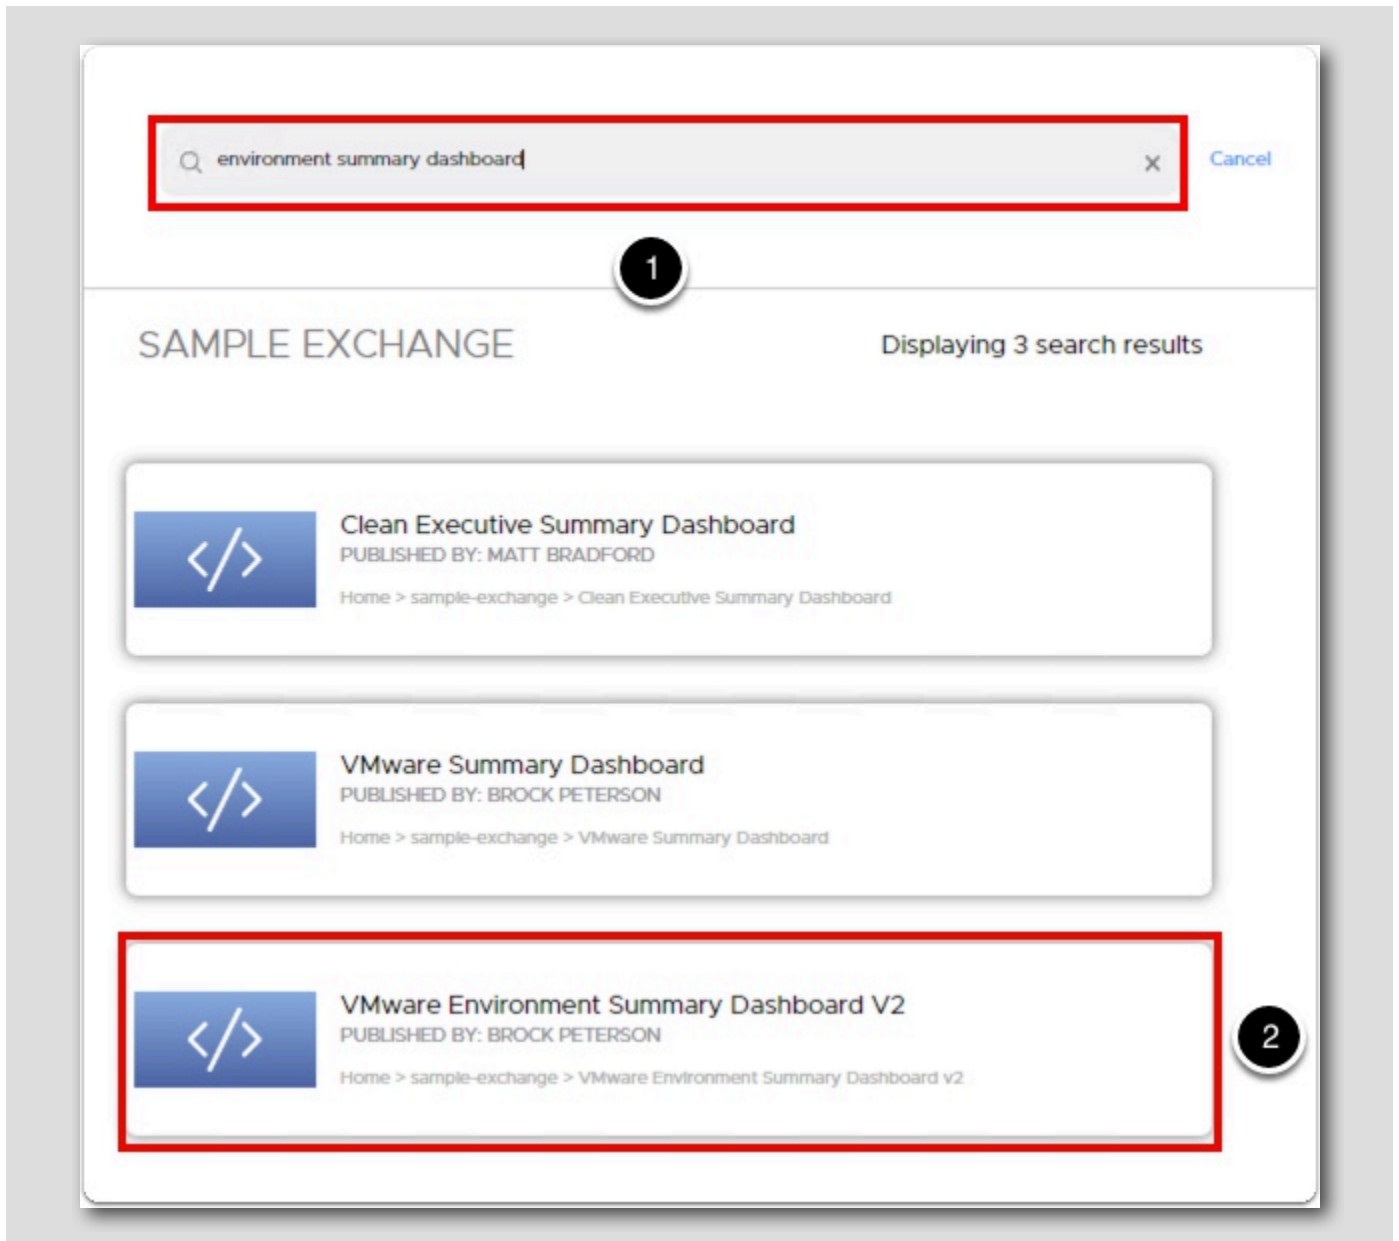 environment summary dashboard
Cancel
1
SAMPLE EXCHANGE
Displaying 3 search results
</>
Clean Executive Summary Dashboard
PUBLISHED BY: MATT BRADFORD
Home > sample-exchange > Clean Executive Summary Dashboard
</>
VMware Summary Dashboard
PUBLISHED BY: BROCK PETERSON
Home > sample-exchange > VMware Summary Dashboard
</>
VMware Environment Summary Dashboard V2
PUBLISHED BY: BROCK PETERSON
Home > sample-exchange > VMware Environment Summary Dashboard v2
2